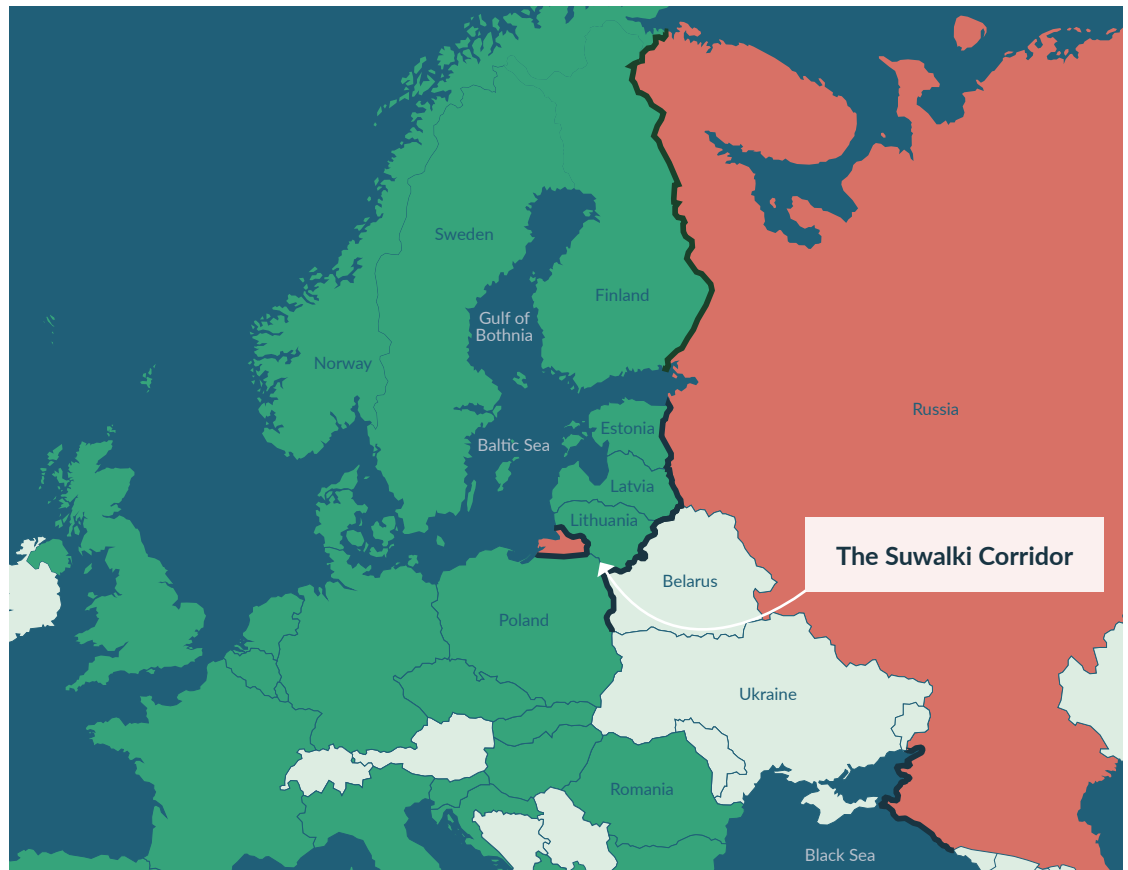 Sweden
Finland
Gulf of
Bothnia
Norway
Russia
Estonia
Baltic Sea
Latvia
Lithuania
The Suwalki Corridor
Belarus
Poland
Ukraine
Romania
Black Sea